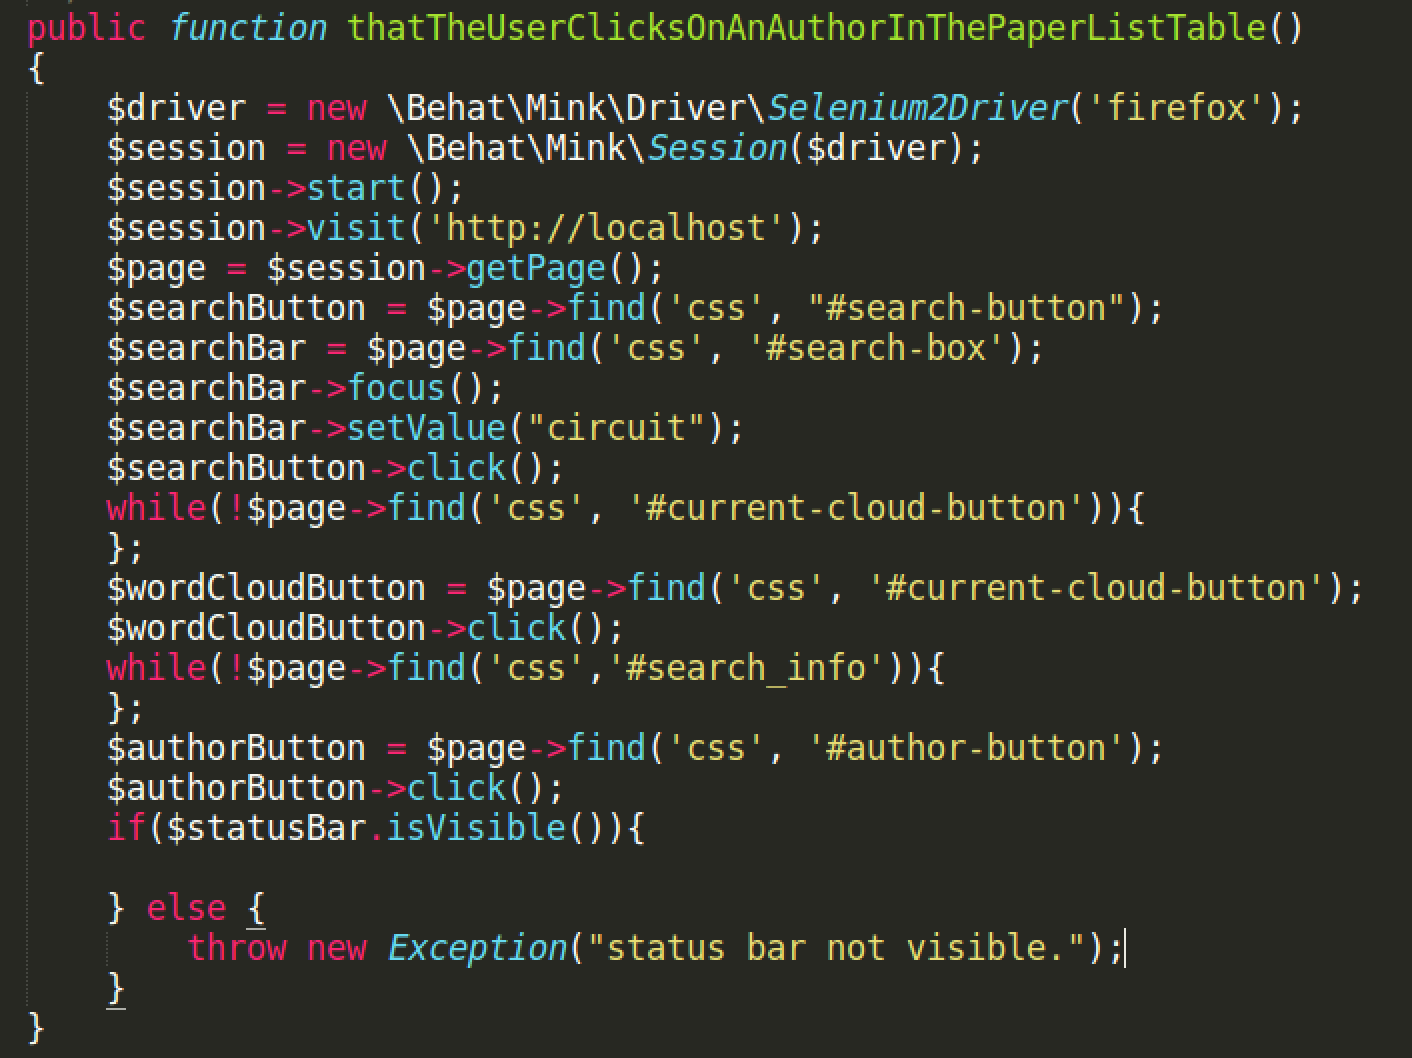 public function thatTheUserClicksOnAnAuthorInThePaperListTable()
{
    $driver = new \Behat\Mink\Driver\Selenium2Driver('firefox');
    $session = new \Behat\Mink\Session($driver);
    $session->start();
    $session->visit('http://localhost');
    $page = $session->getPage();
    $searchButton = $page->find('css', "#search-button");
    $searchBar = $page->find('css', '#search-box');
    $searchBar->focus();
    $searchBar->setValue("circuit");
    $searchButton->click();
    while(!$page->find('css', '#current-cloud-button')){
    };
    $wordCloudButton = $page->find('css', '#current-cloud-button');
    $wordCloudButton->click();
    while(!$page->find('css','#search_info')){
    };
    $authorButton = $page->find('css', '#author-button');
    $authorButton->click();
    if($statusBar.isVisible()){

    } else {
        throw new Exception("status bar not visible.");
    }
}